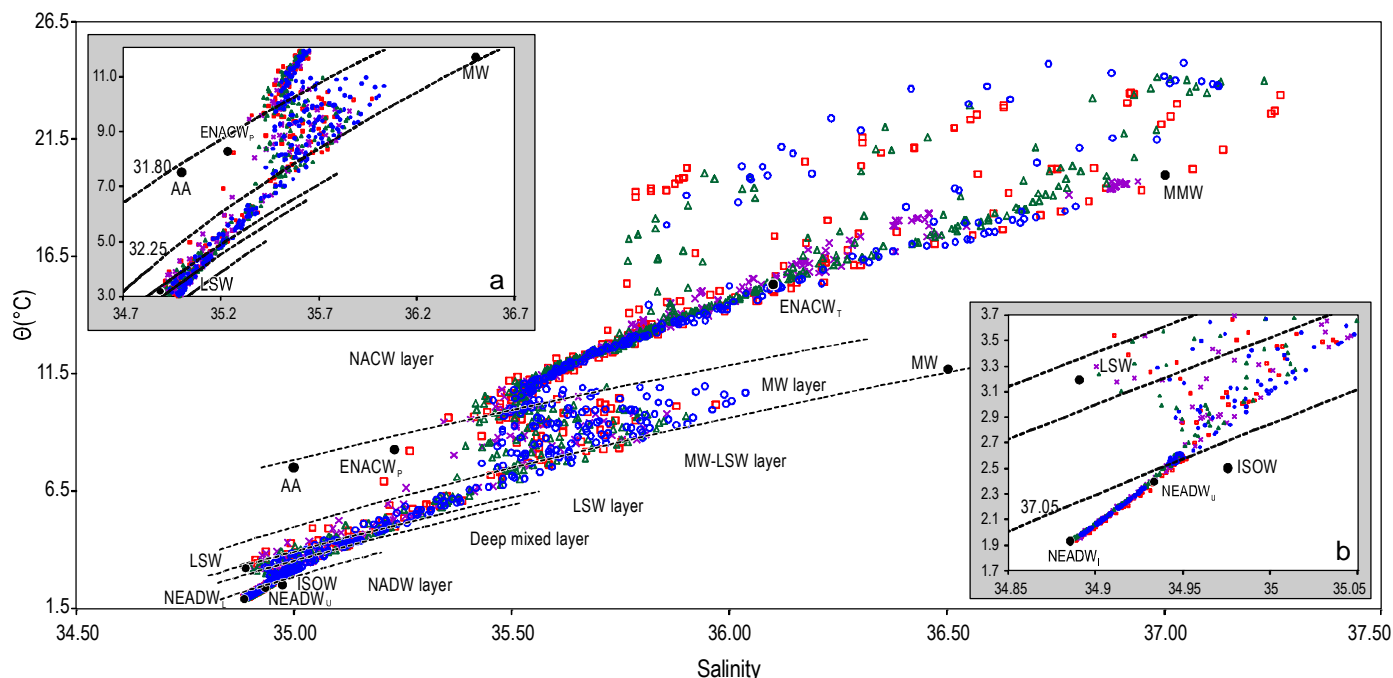 26.5
21.5
16.5
11.5
6.5
1.5
Θ(°C)
34.50
35.00
35.50
36.00
36.50
37.00
37.50
Salinity
11.0
9.0
7.0
5.0
3.0
34.7
35.2
35.7
36.2
36.7
MW
ENACWP
31.80
AA
32.25
LSW
a
MMW
ENACWT
NACW layer
MW
MW layer
ENACWP
MW-LSW layer
AA
LSW layer
Deep mixed layer
LSW
NADW layer
ISOW
NEADWL
NEADWU
3.7
3.5
3.3
3.1
2.9
2.7
2.5
2.3
2.1
1.9
1.7
34.85
34.9
34.95
35
35.05
LSW
ISOW
NEADWU
37.05
NEADWl
b